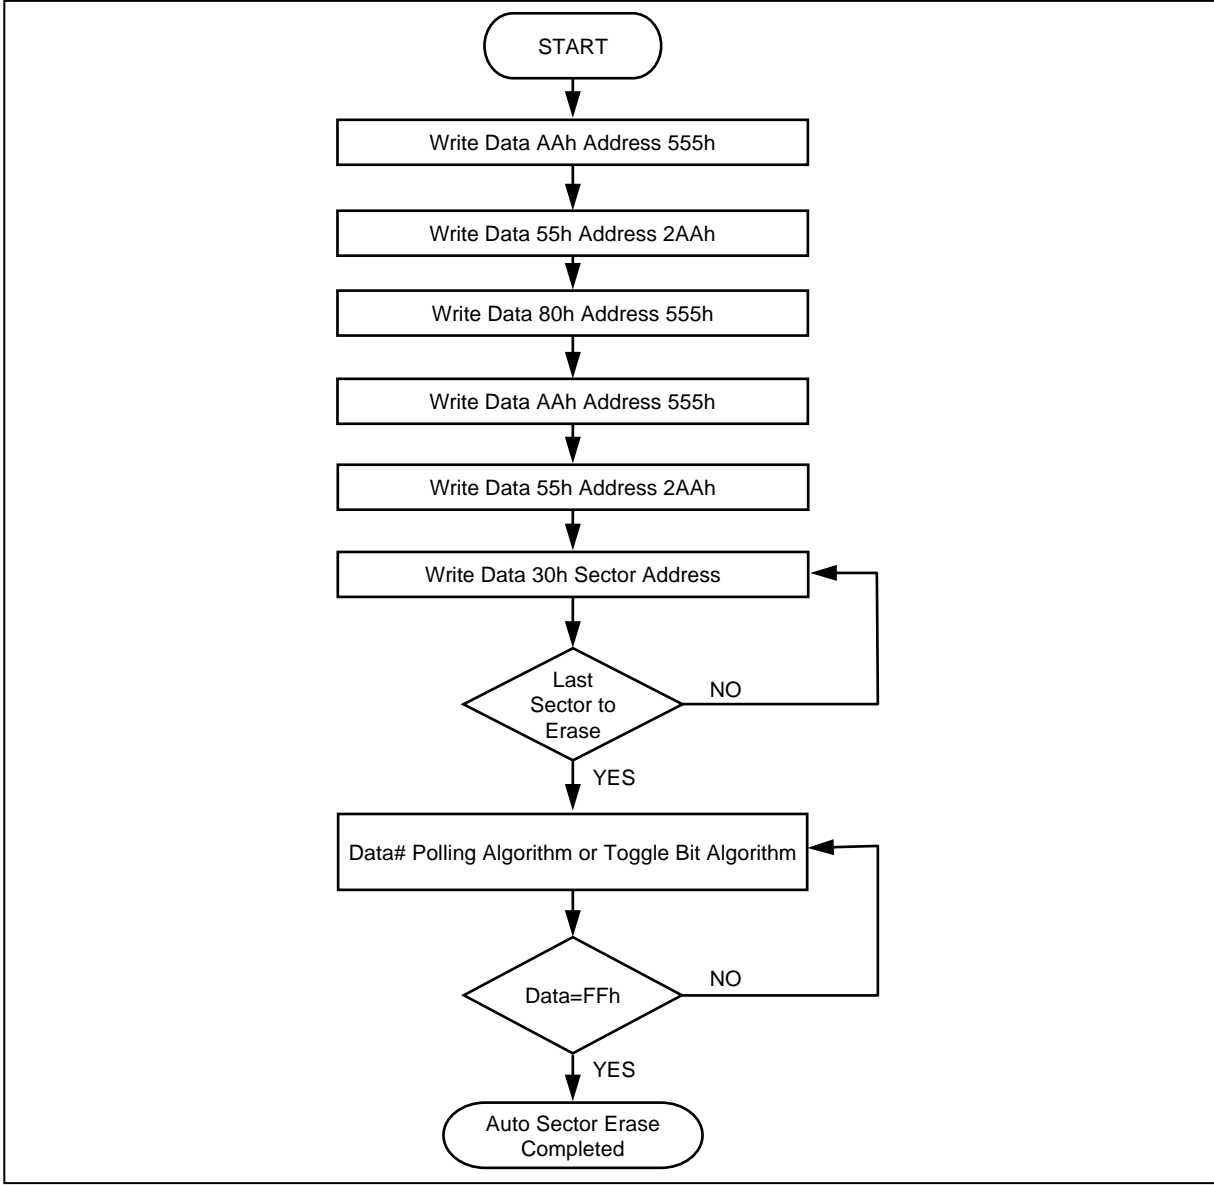 START
Write Data AAh Address 555h
Write Data 55h Address 2AAh
Write Data 80h Address 555h
Write Data AAh Address 555h
Write Data 55h Address 2AAh
Write Data 30h Sector Address
Last
Sector to
Erase
NO
YES
Data# Polling Algorithm or Toggle Bit Algorithm
Data=FFh
NO
YES
Auto Sector Erase
Completed